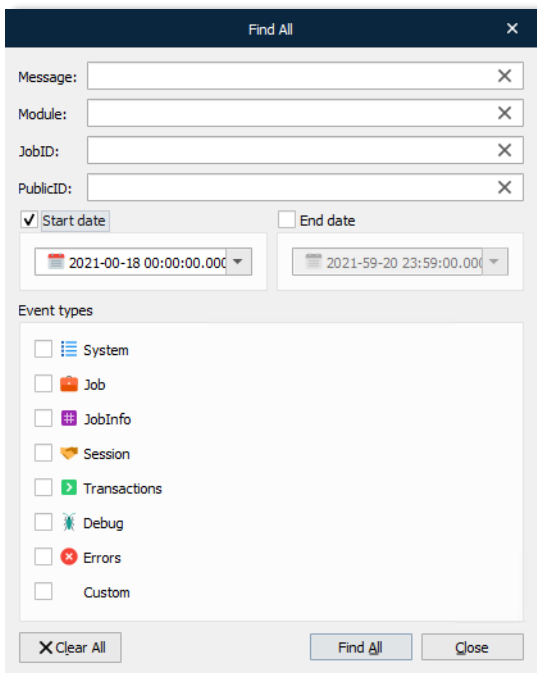 Find All
Message:
Module:
JobID:
PublicID:
Start date
End date
2021-00-18 00:00:00.000
2021-59-20 23:59:00.000
Event types
System
Job
JobInfo
Session
Transactions
Debug
Errors
Custom
Clear All
Find All
Close